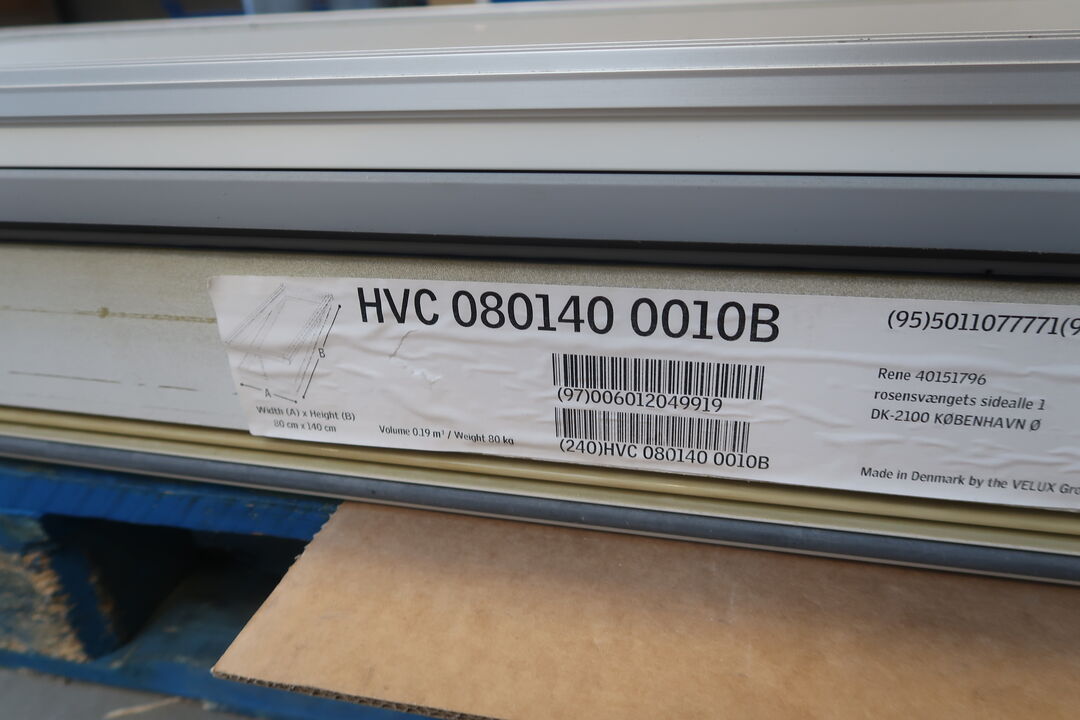 HVC 080140 0010B
A
B
Width (A) x Height (B)
80 cm x 140 cm
Volume 0.19 m³ / Weight 80 kg
(97)006012049919
(240)HVC 080140 0010B
(95)5011077771(9
Rene 40151796
rosensvængets sidealle 1
DK-2100 KØBENHAVN Ø
Made in Denmark by the VELUX Gro